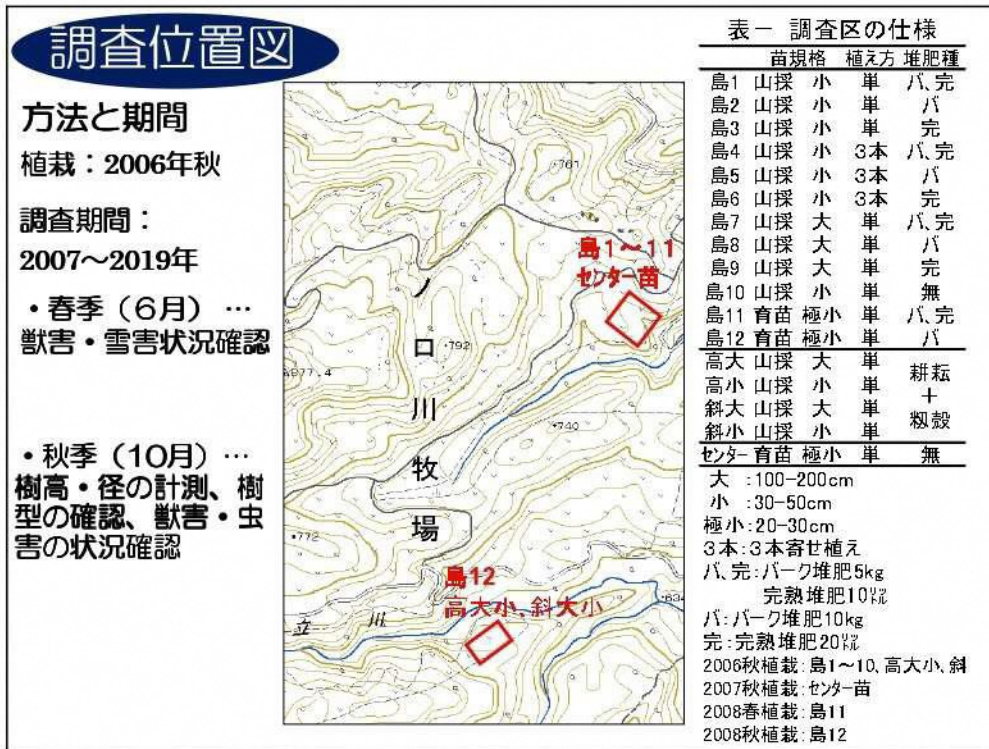 調査位置図
方法と期間
植栽：2006年秋
調査期間：
2007～2019年
・春季（6月）…
獣害・雪害状況確認
・秋季（10月）…
樹高・径の計測、樹
型の確認、獣害・虫
害の状況確認
・761
島1～11
センター苗
ノ
口
・792
川
977.4
・740
牧
場
・772
島12
高大小、斜大小
・634
立 川
表－ 調査区の仕様
苗規格 植え方 堆肥種
島1 山採 小 単 バ、完
島2 山採 小 単 バ
島3 山採 小 単 完
島4 山採 小 3本 バ、完
島5 山採 小 3本 バ
島6 山採 小 3本 完
島7 山採 大 単 バ、完
島8 山採 大 単 バ
島9 山採 大 単 完
島10 山採 小 単 無
島11 育苗 極小 単 バ、完
島12 育苗 極小 単 バ
高大 山採 大 単
高小 山採 小 単
斜大 山採 大 単
斜小 山採 小 単
耕耘
＋
籾殻
センター 育苗 極小 単 無
大 :100-200cm
小 :30-50cm
極小:20-30cm
3本:3本寄せ植え
バ、完:バーク堆肥5kg
完熟堆肥10㍑
バ:バーク堆肥10kg
完:完熟堆肥20㍑
2006秋植栽:島1～10、高大小、斜
2007秋植栽:センター苗
2008春植栽:島11
2008秋植栽:島12